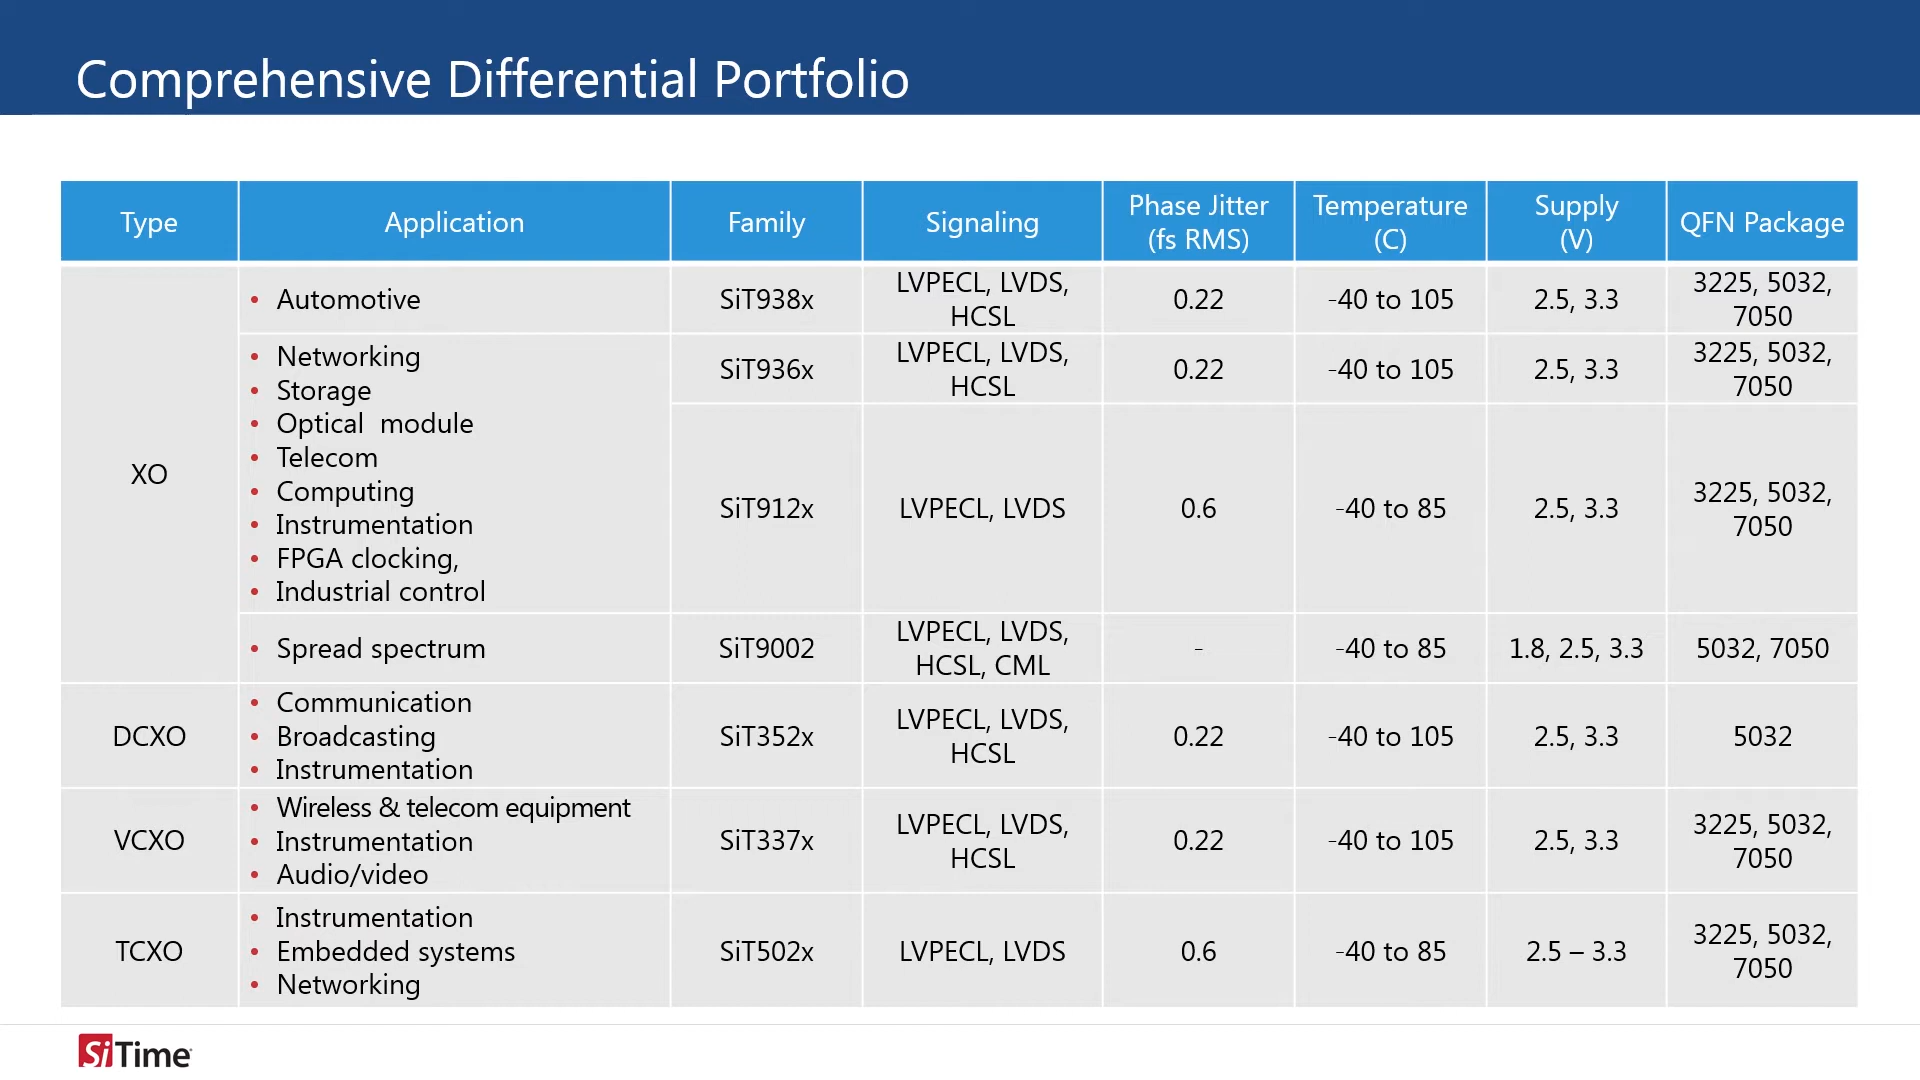 Comprehensive Differential Portfolio
Type
Application
Family
Signaling
Phase Jitter
(fs RMS)
Temperature
(C)
Supply
(V)
QFN Package
XO
• Automotive
SiT938x
LVPECL, LVDS,
HCSL
0.22
-40 to 105
2.5, 3.3
3225, 5032,
7050
• Networking
• Storage
• Optical  module
• Telecom
• Computing
• Instrumentation
• FPGA clocking,
• Industrial control
SiT936x
LVPECL, LVDS,
HCSL
0.22
-40 to 105
2.5, 3.3
3225, 5032,
7050
SiT912x
LVPECL, LVDS
0.6
-40 to 85
2.5, 3.3
3225, 5032,
7050
• Spread spectrum
SiT9002
LVPECL, LVDS,
HCSL, CML
-
-40 to 85
1.8, 2.5, 3.3
5032, 7050
DCXO
• Communication
• Broadcasting
• Instrumentation
SiT352x
LVPECL, LVDS,
HCSL
0.22
-40 to 105
2.5, 3.3
5032
VCXO
• Wireless & telecom equipment
• Instrumentation
• Audio/video
SiT337x
LVPECL, LVDS,
HCSL
0.22
-40 to 105
2.5, 3.3
3225, 5032,
7050
TCXO
• Instrumentation
• Embedded systems
• Networking
SiT502x
LVPECL, LVDS
0.6
-40 to 85
2.5 – 3.3
3225, 5032,
7050
SiTime